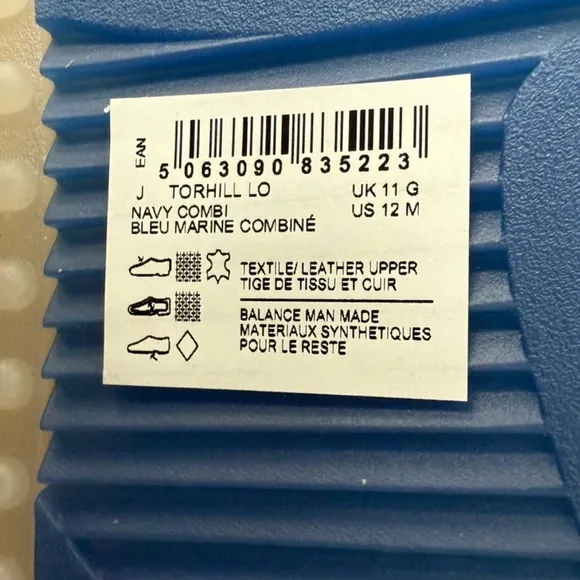 EAN
5 063090 835223
J TORHILL LO UK 11 G
NAVY COMBI US 12 M
BLEU MARINE COMBINÉ
TEXTILE/ LEATHER UPPER
TIGE DE TISSU ET CUIR
BALANCE MAN MADE
MATERIAUX SYNTHETIQUES
POUR LE RESTE